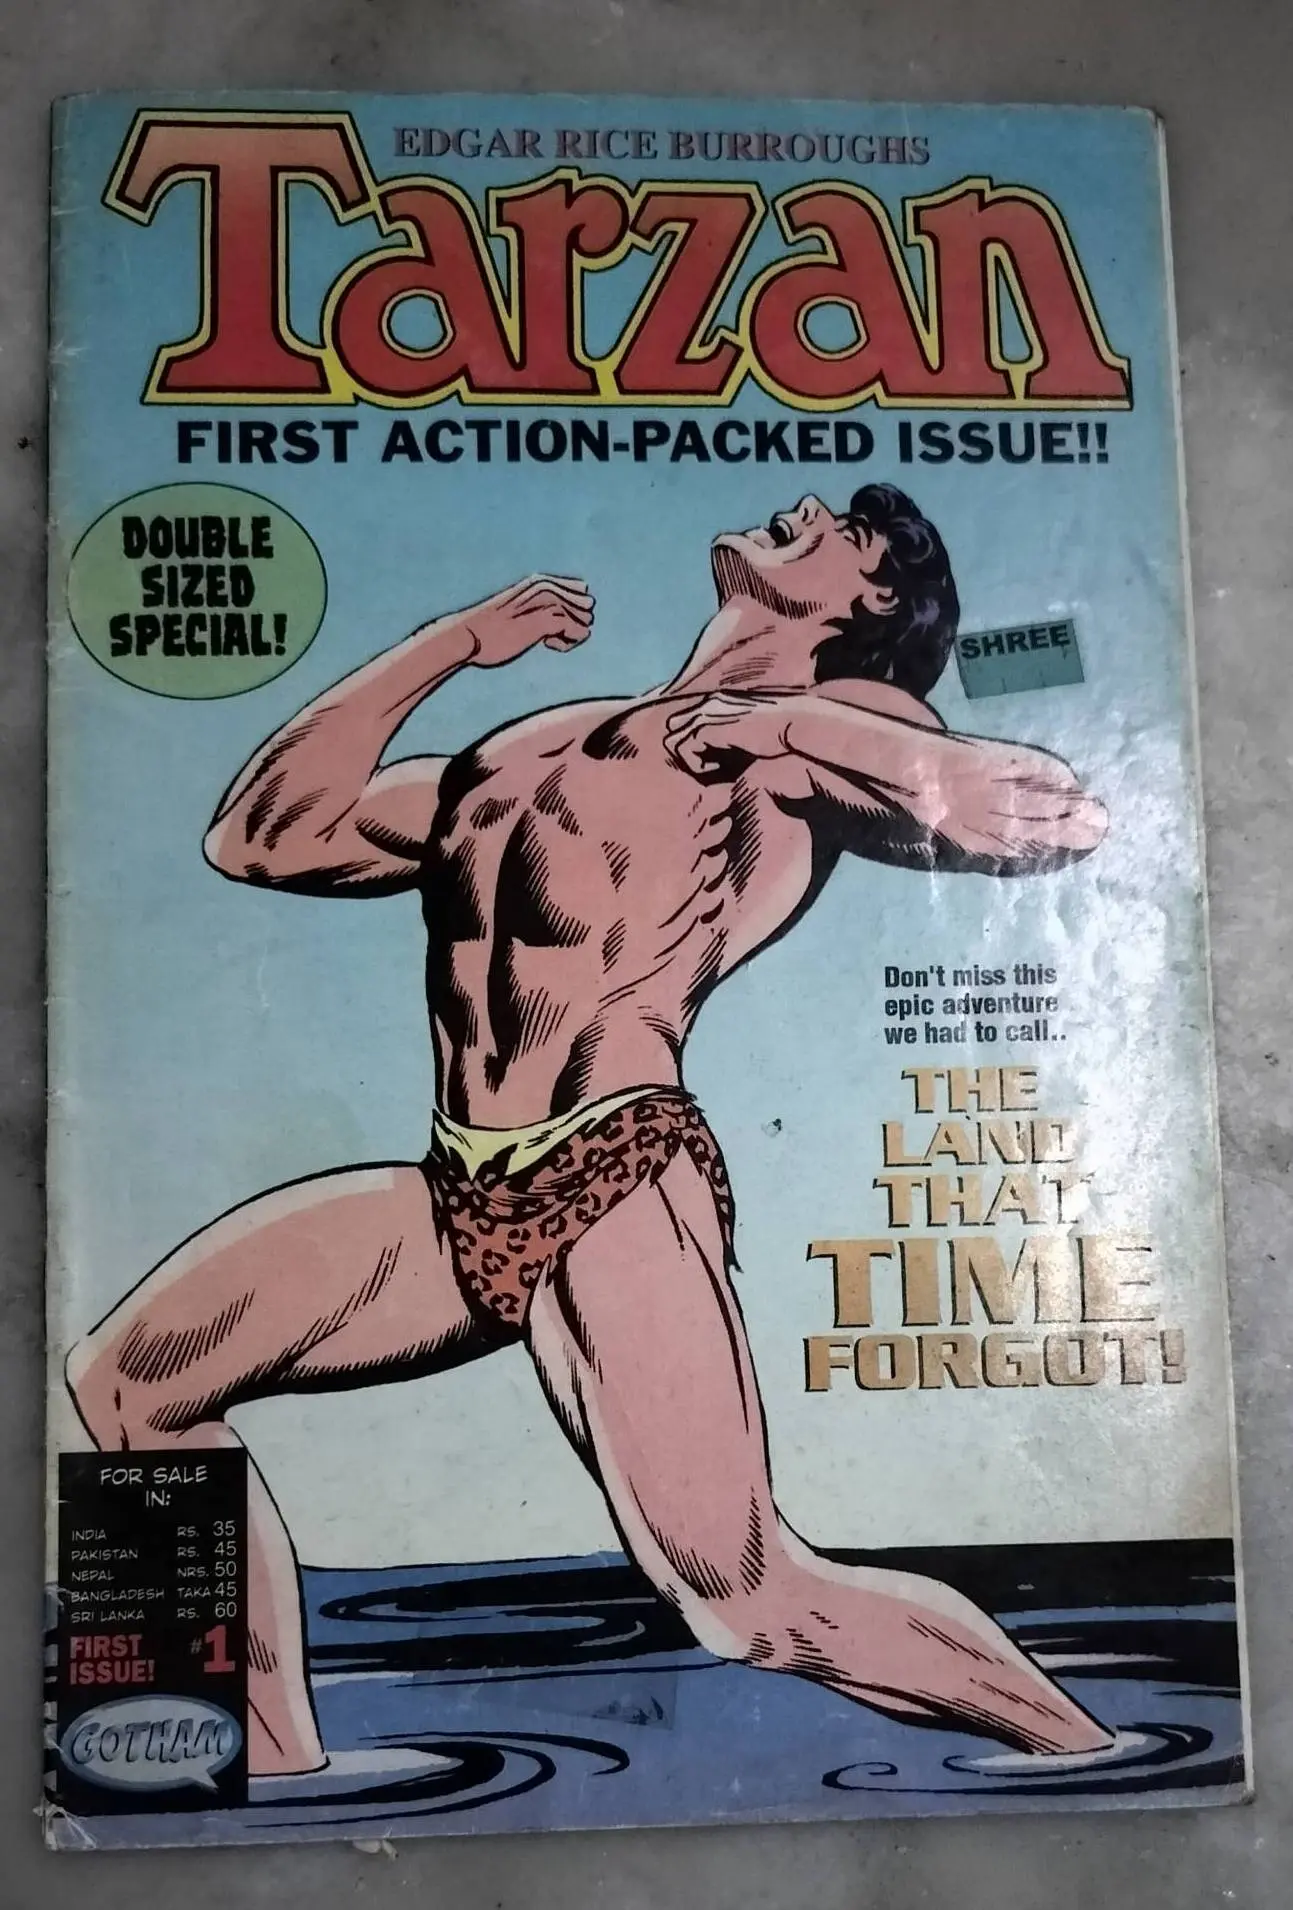 EDGAR RICE BURROUGHS
Tarzan
FIRST ACTION-PACKED ISSUE!!
DOUBLE
SIZED
SPECIAL!
SHREE
Don't miss this
epic adventure
we had to call..
THE
LAND
THAT
TIME
FORGOT!
FOR SALE
IN:
INDIA RS. 35
PAKISTAN RS. 45
NEPAL NRS. 50
BANGLADESH TAKA 45
SRI LANKA RS. 60
FIRST
ISSUE! #1
GOTHAM